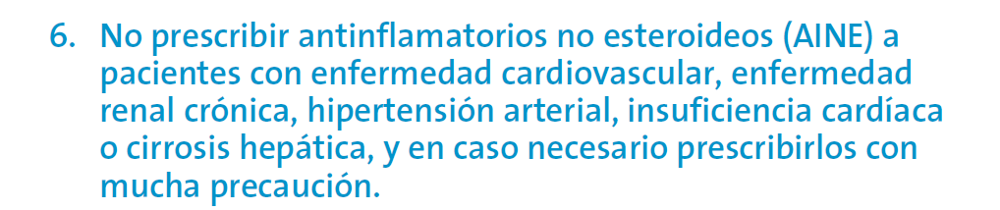 6. No prescribir antinflamatorios no esteroideos (AINE) a
pacientes con enfermedad cardiovascular, enfermedad
renal crónica, hipertensión arterial, insuficiencia cardíaca
o cirrosis hepática, y en caso necesario prescribirlos con
mucha precaución.